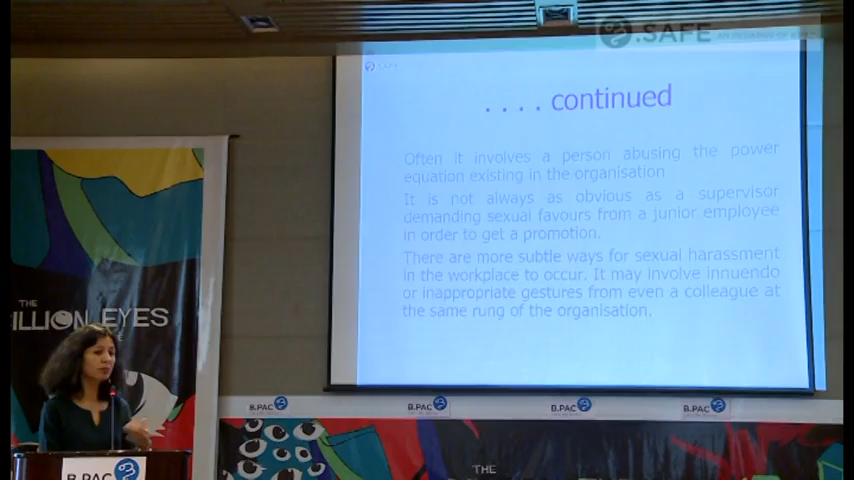 .SAFE
SAFE
. . . . continued
Often it involves a person abusing the power
equation existing in the organisation
It is not always as obvious as a supervisor
demanding sexual favours from a junior employee
in order to get a promotion.
There are more subtle ways for sexual harassment
in the workplace to occur. It may involve innuendo
or inappropriate gestures from even a colleague at
the same rung of the organisation.
THE
ILLION EYES
B.PAC
B.PAC
B.PAC
B.PAC
THE
B.PAC